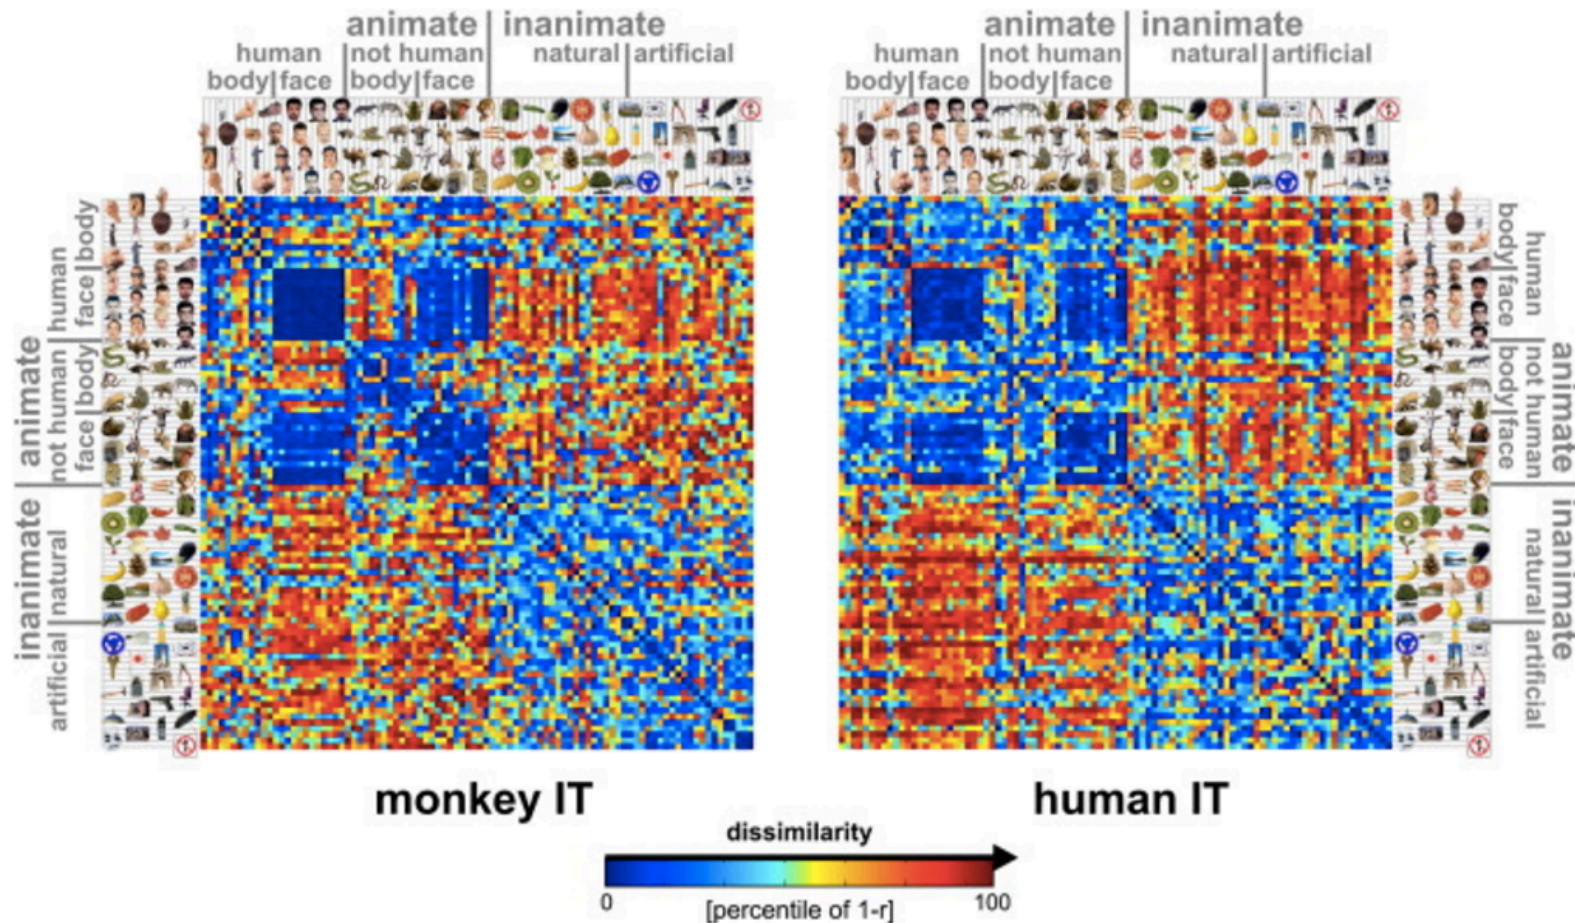 animate | inanimate
human | not human | natural | artificial
body | face | body | face
animate | inanimate
human | not human | natural | artificial
body | face | body | face
animate | inanimate
human | not human | natural | artificial
body | face | body | face
human | not human | natural | artificial
body | face | body | face
animate | inanimate
monkey IT
human IT
dissimilarity
0
100
[percentile of 1-r]